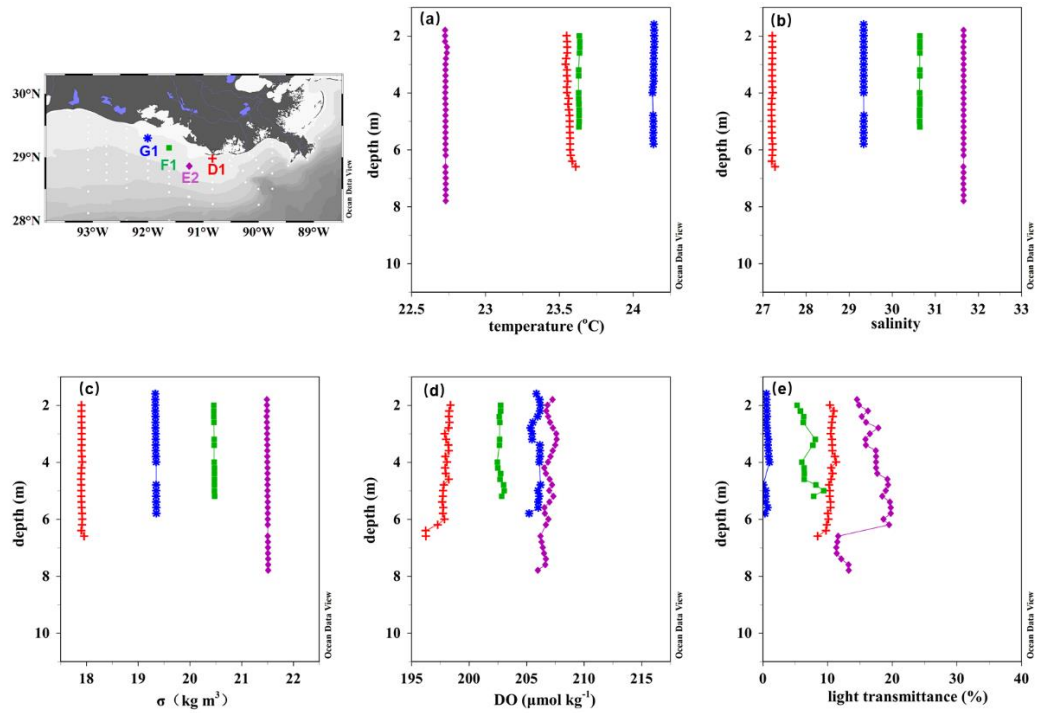 30°N
29°N
28°N
93°W 92°W 91°W 90°W 89°W
G1
F1
E2
D1
Ocean Data View
(a)
depth (m)
2
4
6
8
10
22.5 23 23.5 24
temperature (°C)
Ocean Data View
(b)
depth (m)
2
4
6
8
10
27 28 29 30 31 32 33
salinity
Ocean Data View
(c)
depth (m)
2
4
6
8
10
18 19 20 21 22
σ (kg m³)
Ocean Data View
(d)
depth (m)
2
4
6
8
10
195 200 205 210 215
DO (μmol kg⁻¹)
Ocean Data View
(e)
depth (m)
2
4
6
8
10
0 10 20 30 40
light transmittance (%)
Ocean Data View